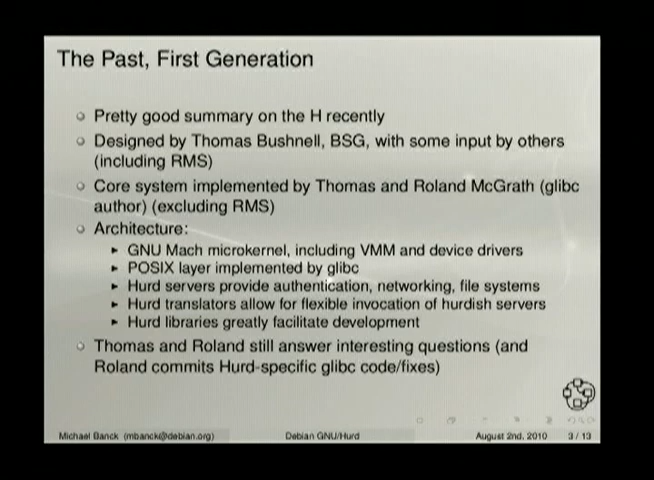 The Past, First Generation
Pretty good summary on the H recently
Designed by Thomas Bushnell, BSG, with some input by others
(including RMS)
Core system implemented by Thomas and Roland McGrath (glibc
author) (excluding RMS)
Architecture:
GNU Mach microkernel, including VMM and device drivers
POSIX layer implemented by glibc
Hurd servers provide authentication, networking, file systems
Hurd translators allow for flexible invocation of hurdish servers
Hurd libraries greatly facilitate development
Thomas and Roland still answer interesting questions (and
Roland commits Hurd-specific glibc code/fixes)
Michael Banck (mbanck@debian.org) Debian GNU/Hurd August 2nd, 2010 3 / 13